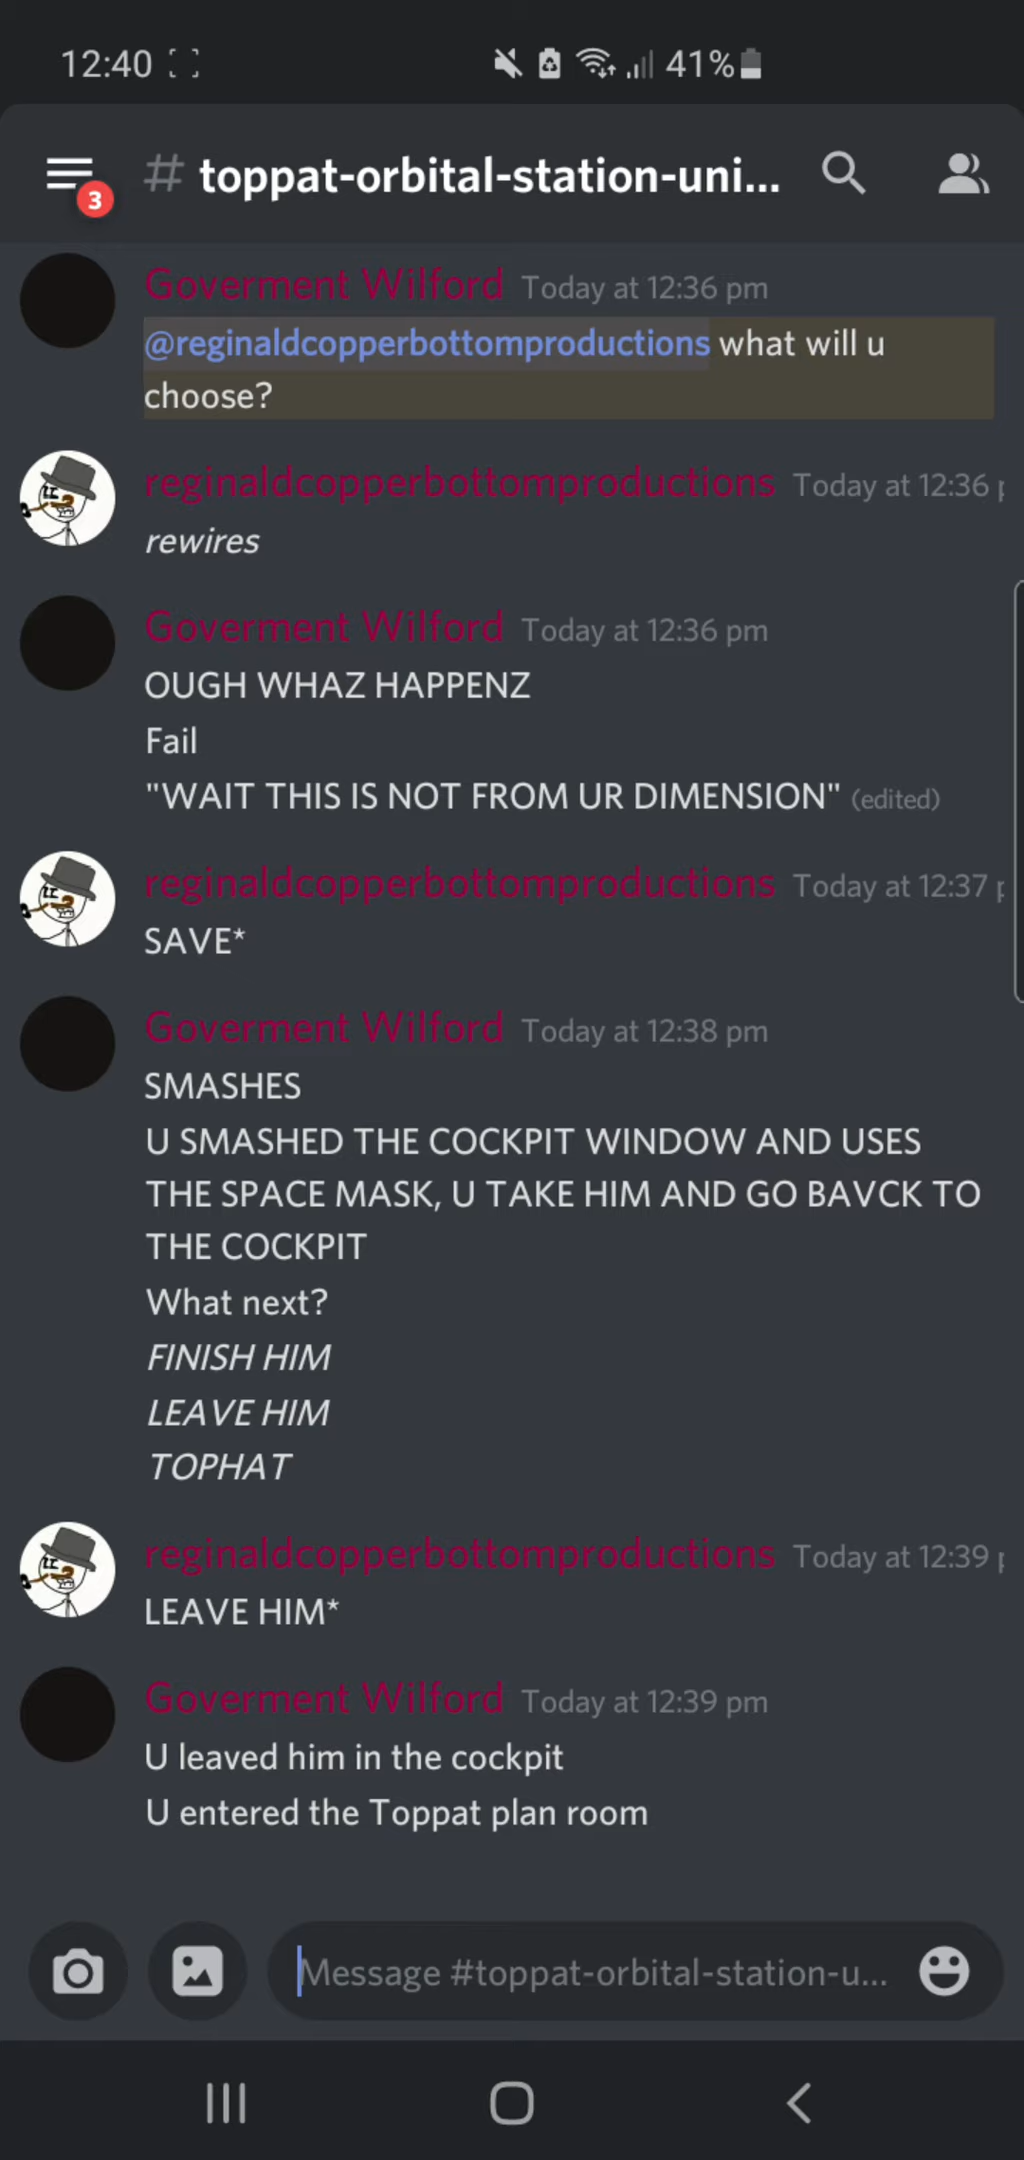 12:40 41%
3 # toppat-orbital-station-uni...
Goverment Wilford Today at 12:36 pm
@reginaldcopperbottomproductions what will u
choose?
reginaldcopperbottomproductions Today at 12:36 p
rewires
Goverment Wilford Today at 12:36 pm
OUGH WHAZ HAPPENZ
Fail
"WAIT THIS IS NOT FROM UR DIMENSION" (edited)
reginaldcopperbottomproductions Today at 12:37 p
SAVE*
Goverment Wilford Today at 12:38 pm
SMASHES
U SMASHED THE COCKPIT WINDOW AND USES
THE SPACE MASK, U TAKE HIM AND GO BAVCK TO
THE COCKPIT
What next?
FINISH HIM
LEAVE HIM
TOPHAT
reginaldcopperbottomproductions Today at 12:39 p
LEAVE HIM*
Goverment Wilford Today at 12:39 pm
U leaved him in the cockpit
U entered the Toppat plan room
Message #toppat-orbital-station-u...